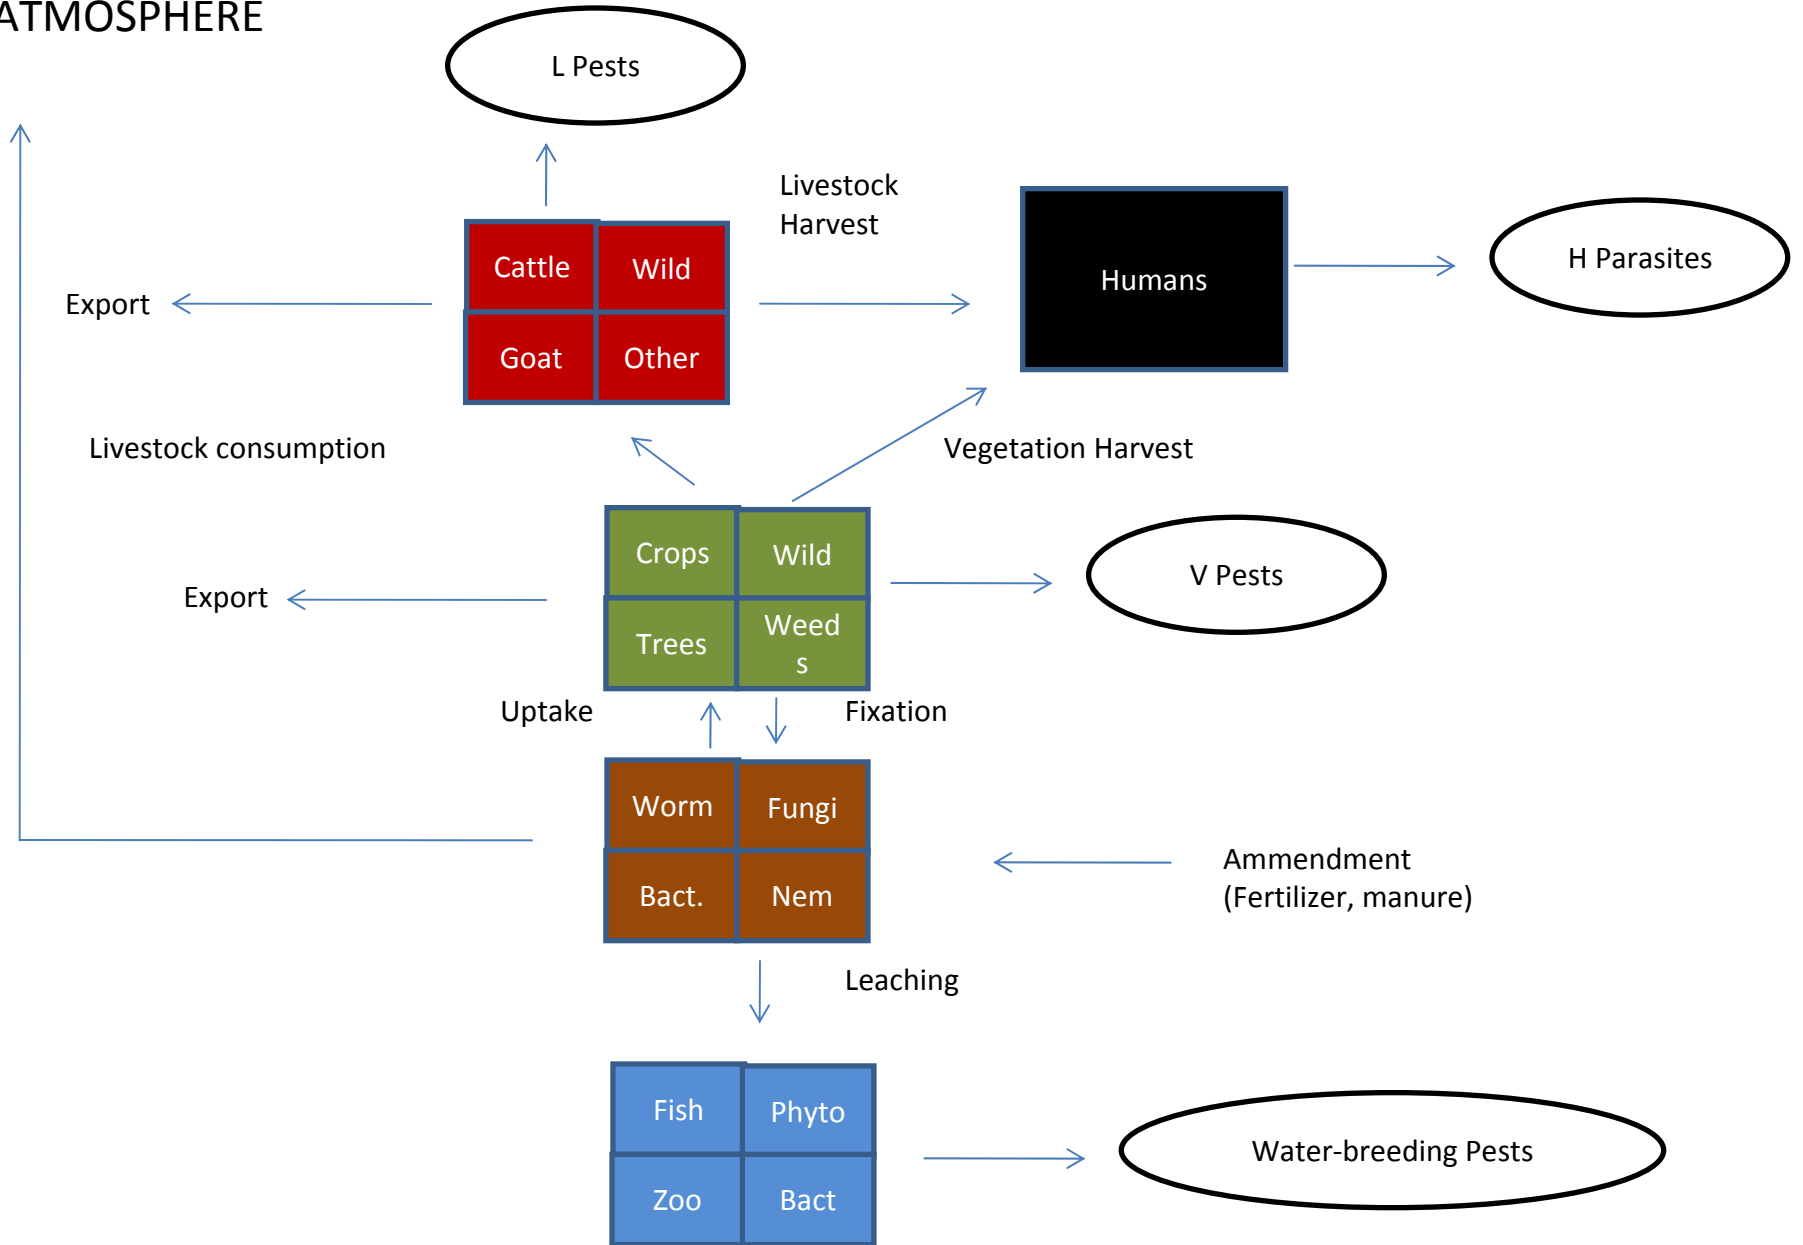 ATMOSPHERE
L Pests
Livestock
Harvest
Cattle
Wild
Goat
Other
Humans
H Parasites
Export
Livestock consumption
Vegetation Harvest
Crops
Wild
Trees
Weed
s
V Pests
Export
Uptake
Fixation
Worm
Fungi
Bact.
Nem
Ammendment
(Fertilizer, manure)
Leaching
Fish
Phyto
Zoo
Bact
Water-breeding Pests